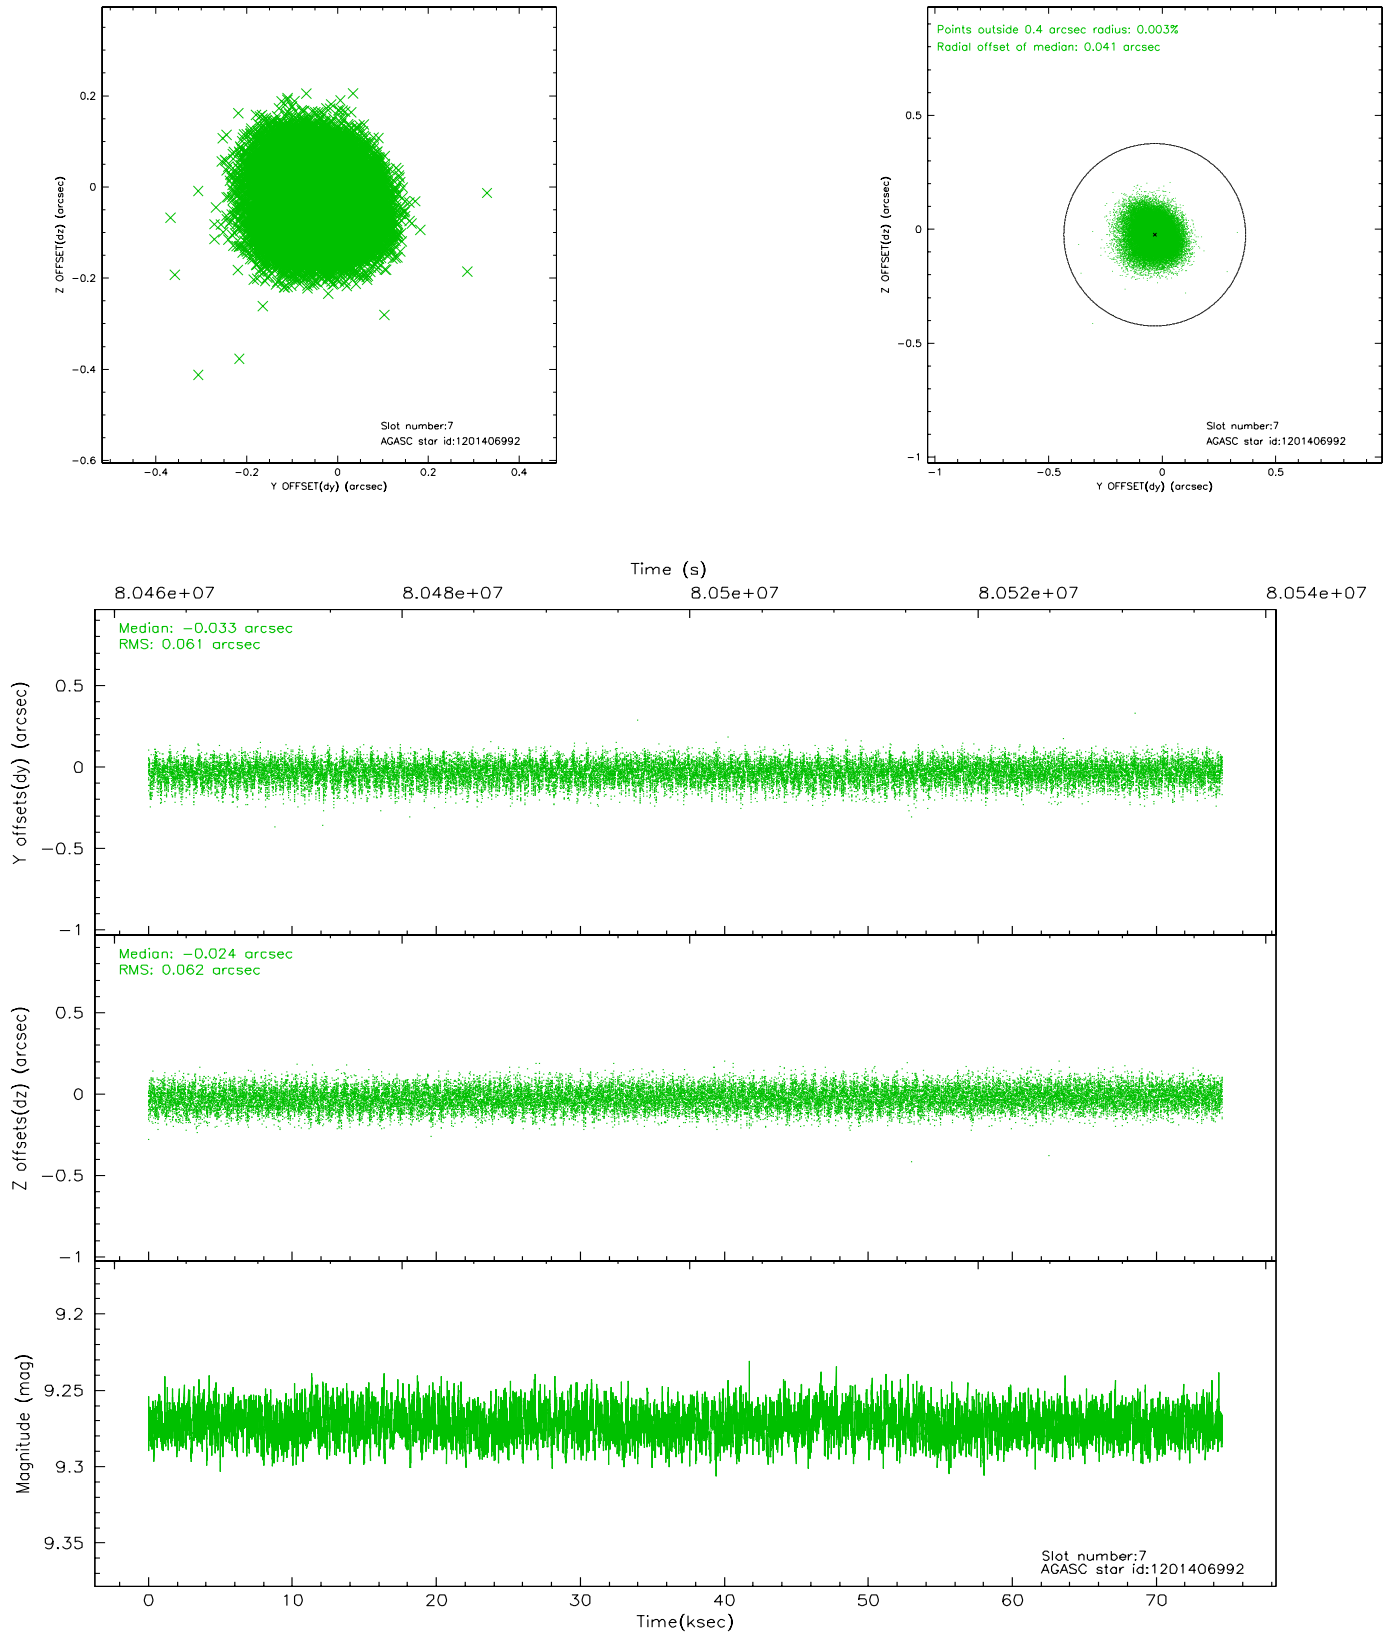 0.2
0
−0.2
−0.4
−0.6
Z OFFSET(dz) (arcsec)
Slot number:7
AGASC star id:1201406992
−0.4 −0.2 0 0.2 0.4
Y OFFSET(dy) (arcsec)
Points outside 0.4 arcsec radius: 0.003%
Radial offset of median: 0.041 arcsec
0.5
0
−0.5
−1
Z OFFSET(dz) (arcsec)
Slot number:7
AGASC star id:1201406992
−1 −0.5 0 0.5
Y OFFSET(dy) (arcsec)
Time (s)
8.046e+07 8.048e+07 8.05e+07 8.052e+07 8.054e+07
Median: −0.033 arcsec
RMS: 0.061 arcsec
0.5
0
−0.5
−1
Y offsets(dy) (arcsec)
Median: −0.024 arcsec
RMS: 0.062 arcsec
0.5
0
−0.5
−1
Z offsets(dz) (arcsec)
9.2
9.25
9.3
9.35
Magnitude (mag)
Slot number:7
AGASC star id:1201406992
0 10 20 30 40 50 60 70
Time(ksec)